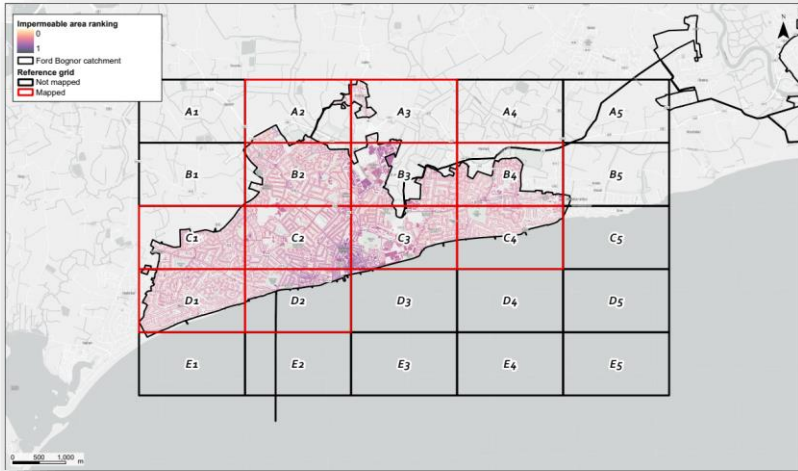 Impermeable area ranking
0
1
Ford Bognor catchment
Reference grid
Not mapped
Mapped
N
A1 A2 A3 A4 A5
B1 B2 B3 B4 B5
C1 C2 C3 C4 C5
D1 D2 D3 D4 D5
E1 E2 E3 E4 E5
0 500 1,000
m